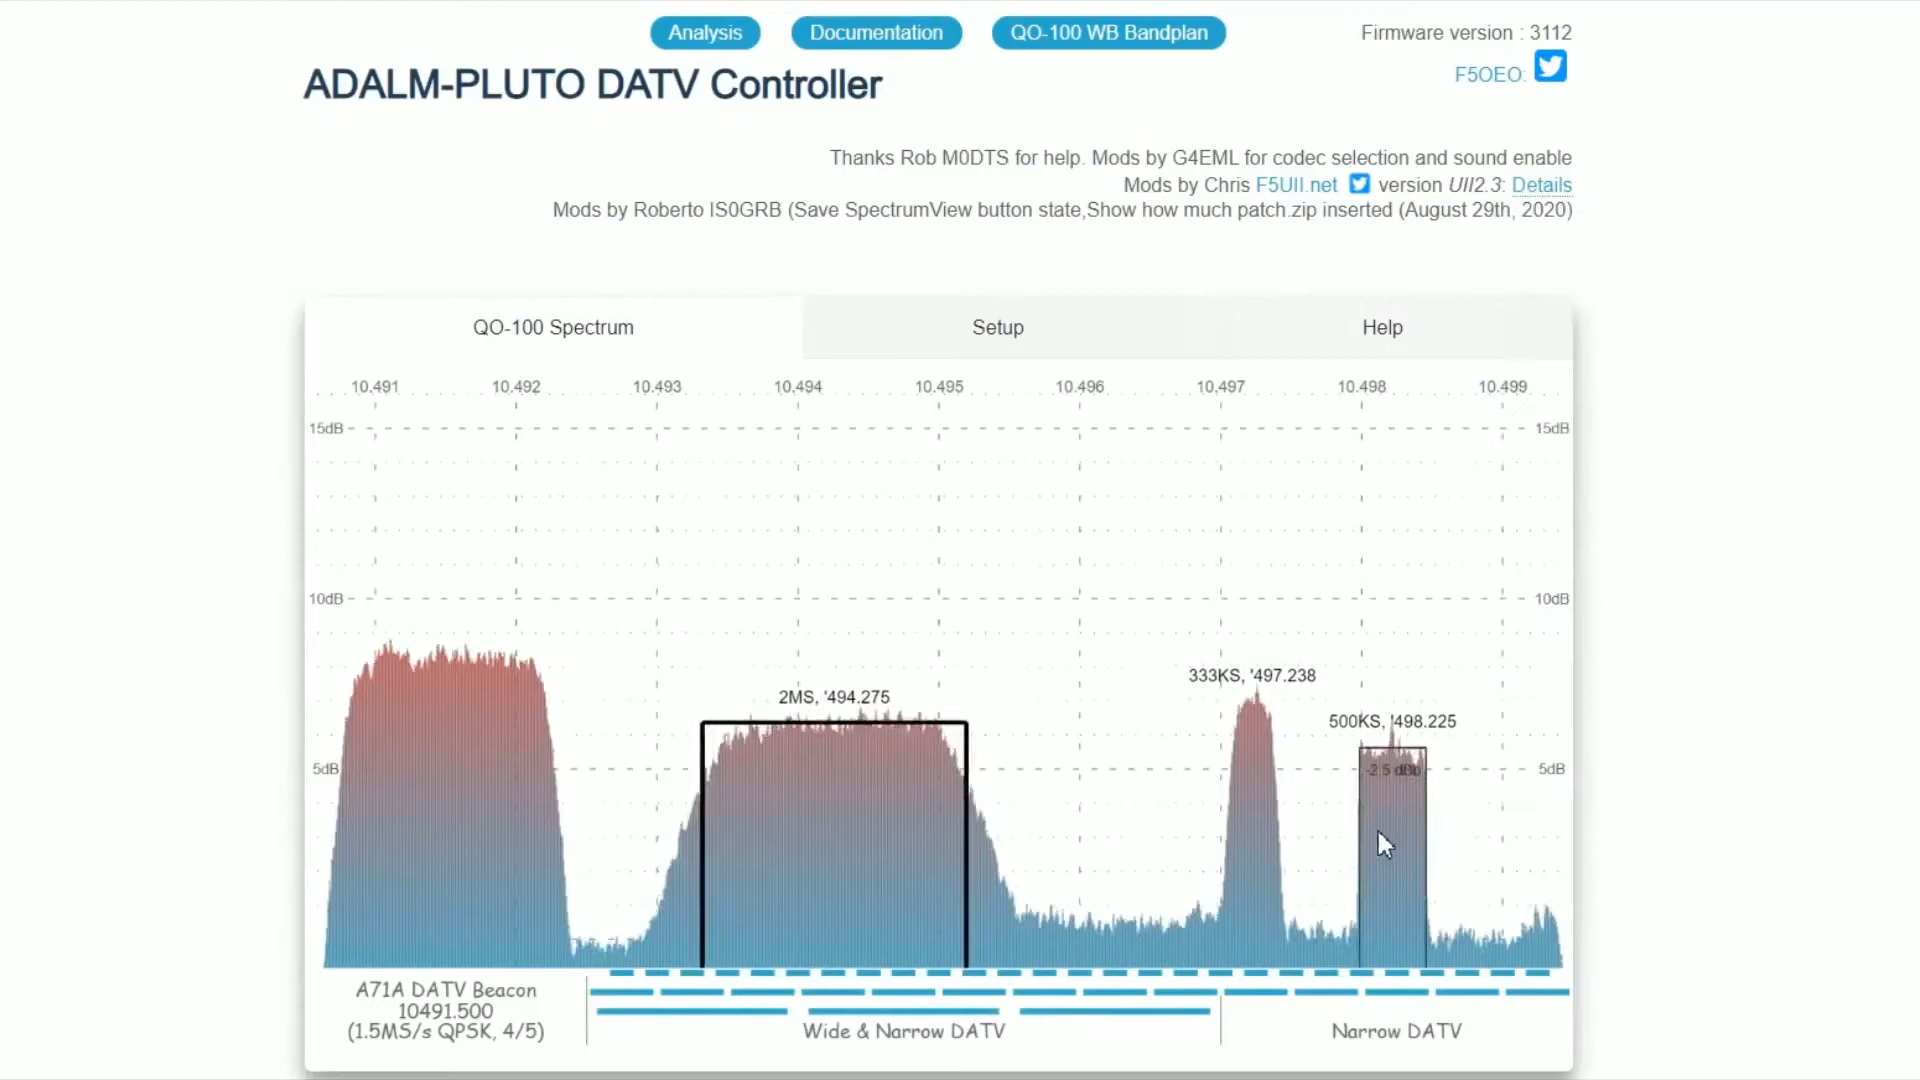 Analysis
Documentation
QO-100 WB Bandplan
Firmware version : 3112
F5OEO:
ADALM-PLUTO DATV Controller
Thanks Rob M0DTS for help. Mods by G4EML for codec selection and sound enable
Mods by Chris F5UII.net version UII2.3: Details
Mods by Roberto IS0GRB (Save SpectrumView button state,Show how much patch.zip inserted (August 29th, 2020)
QO-100 Spectrum
Setup
Help
10.491 10.492 10.493 10.494 10.495 10.496 10.497 10.498 10.499
15dB 15dB
10dB 10dB
333KS, '497.238
2MS, '494.275
500KS, '498.225
5dB 5dB
A71A DATV Beacon
10491.500
(1.5MS/s QPSK, 4/5)
Wide & Narrow DATV
Narrow DATV